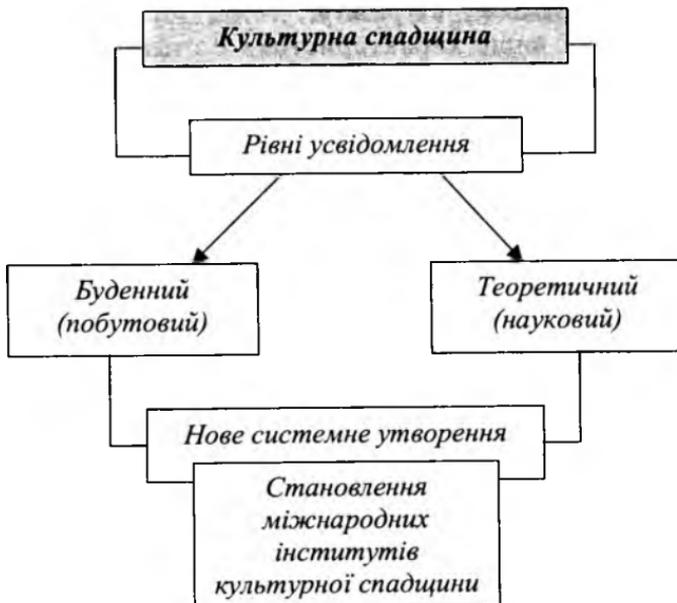 Культурна спадщина
Рівні усвідомлення
Буденний
(побутовий)
Теоретичний
(науковий)
Нове системне утворення
Становлення
міжнародних
інститутів
культурної спадщини